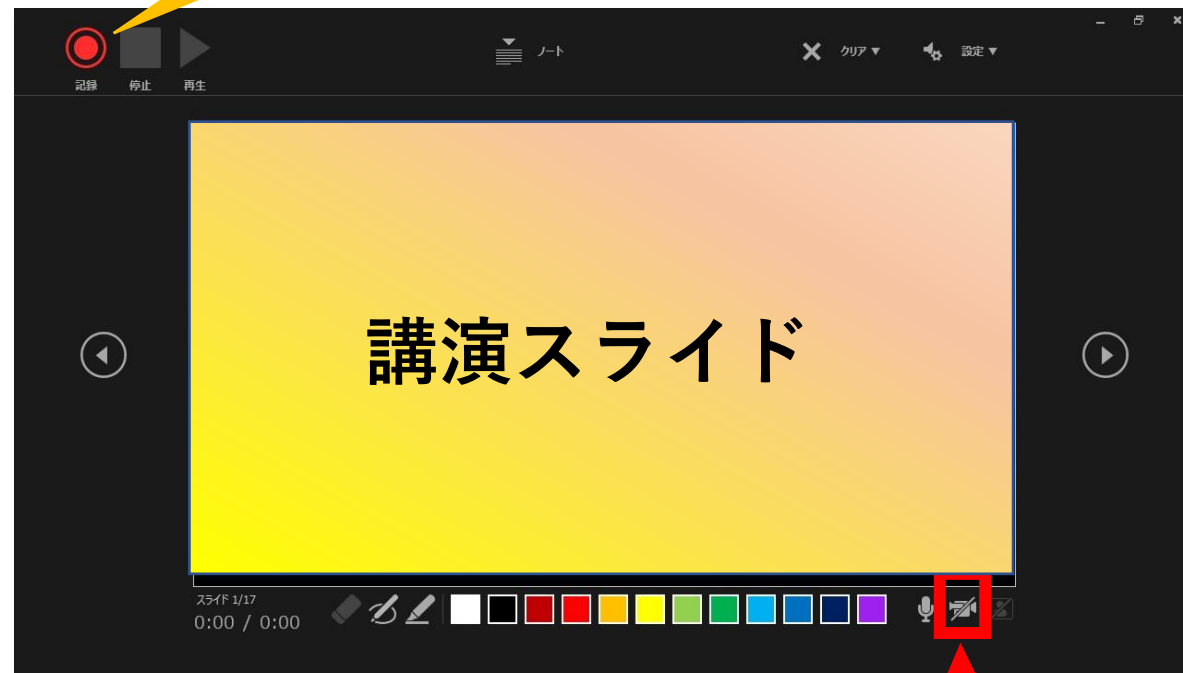 記録 停止 再生
ノート
クリア ▼
設定 ▼
講演スライド
スライド 1/17
0:00 / 0:00